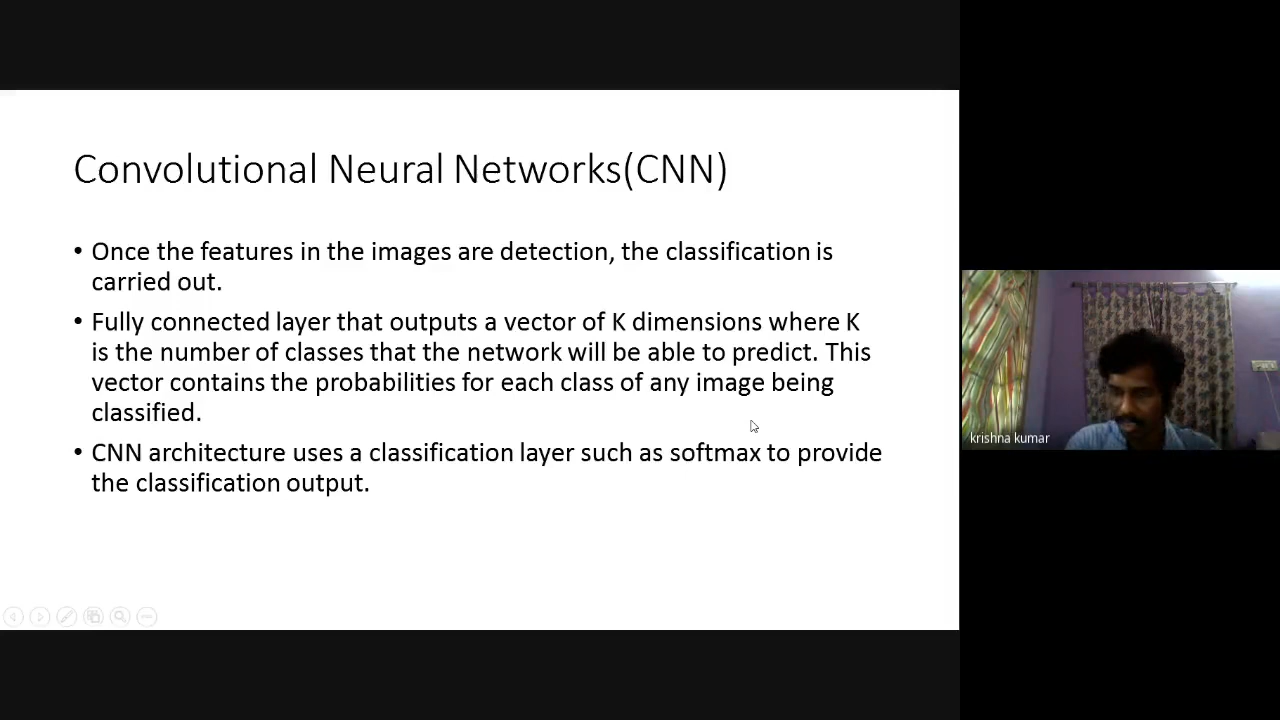 Convolutional Neural Networks(CNN)
• Once the features in the images are detection, the classification is
carried out.
• Fully connected layer that outputs a vector of K dimensions where K
is the number of classes that the network will be able to predict. This
vector contains the probabilities for each class of any image being
classified.
• CNN architecture uses a classification layer such as softmax to provide
the classification output.
krishna kumar